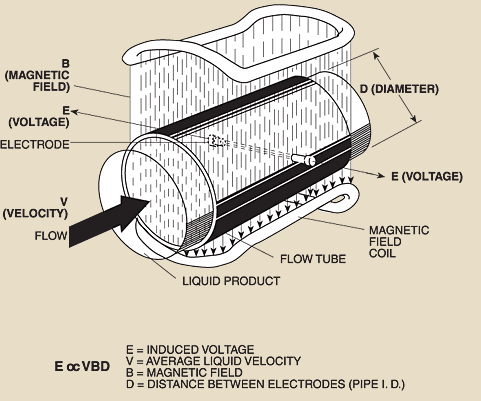 B
(MAGNETIC
FIELD)
D (DIAMETER)
E
(VOLTAGE)
ELECTRODE
E (VOLTAGE)
V
(VELOCITY)
FLOW
MAGNETIC
FIELD
COIL
FLOW TUBE
LIQUID PRODUCT
E ∝ VBD
E = INDUCED VOLTAGE
V = AVERAGE LIQUID VELOCITY
B = MAGNETIC FIELD
D = DISTANCE BETWEEN ELECTRODES (PIPE I. D.)